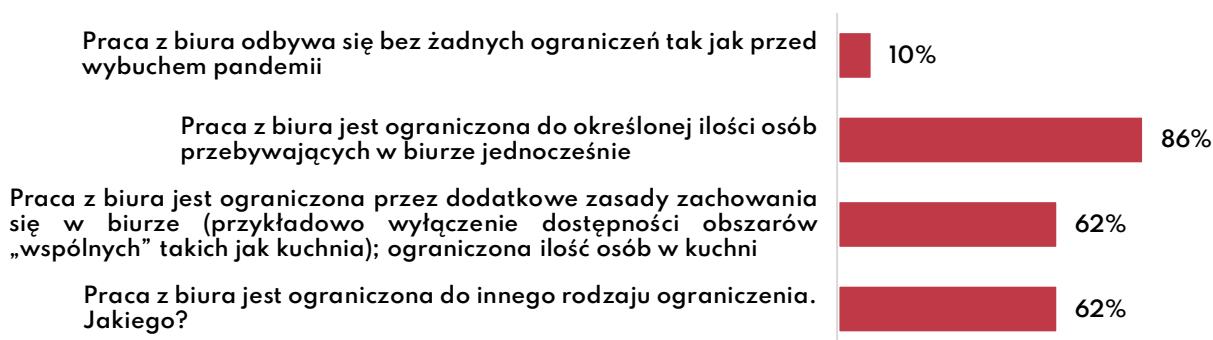 Praca z biura odbywa się bez żadnych ograniczeń tak jak przed
wybuchem pandemii
10%
Praca z biura jest ograniczona do określonej ilości osób
przebywających w biurze jednocześnie
86%
Praca z biura jest ograniczona przez dodatkowe zasady zachowania
się w biurze (przykładowo wyłączenie dostępności obszarów
„wspólnych” takich jak kuchnia); ograniczona ilość osób w kuchni
62%
Praca z biura jest ograniczona do innego rodzaju ograniczenia.
Jakiego?
62%